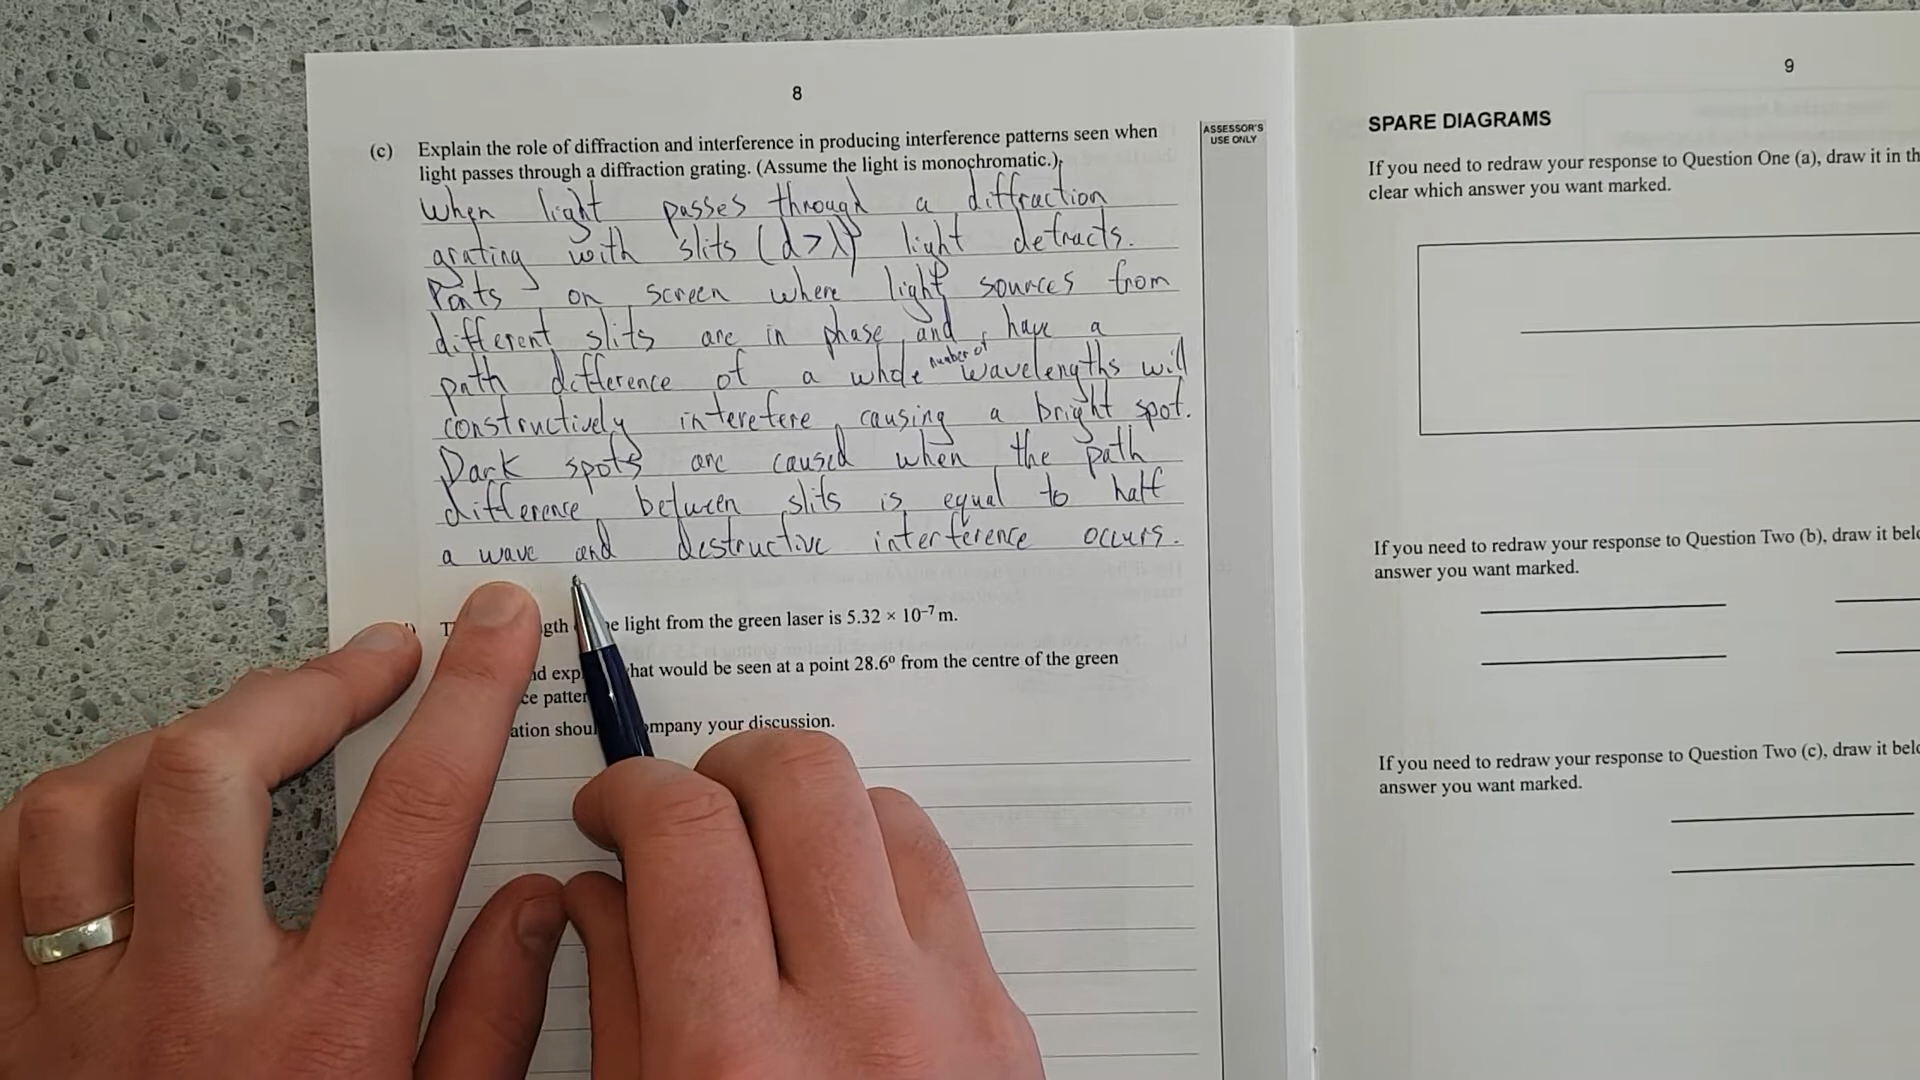 8
(c) Explain the role of diffraction and interference in producing interference patterns seen when
light passes through a diffraction grating. (Assume the light is monochromatic.)
When light passes through a diffraction
grating with slits (d>λ) light defracts.
Ponts on screen where light sources from
different slits are in phase and have a
path difference of a whole number of wavelengths will
constructively interefere, causing a bright spot.
Dark spots are caused when the path
difference between slits is equal to half
a wave and destructive interference occurs.
light from the green laser is 5.32 × 10⁻⁷ m.
would be seen at a point 28.6° from the centre of the green
your discussion.
ASSESSOR'S
USE ONLY
9
SPARE DIAGRAMS
If you need to redraw your response to Question One (a), draw it in
clear which answer you want marked.
If you need to redraw your response to Question Two (b), draw it
answer you want marked.
If you need to redraw your response to Question Two (c), draw it
answer you want marked.